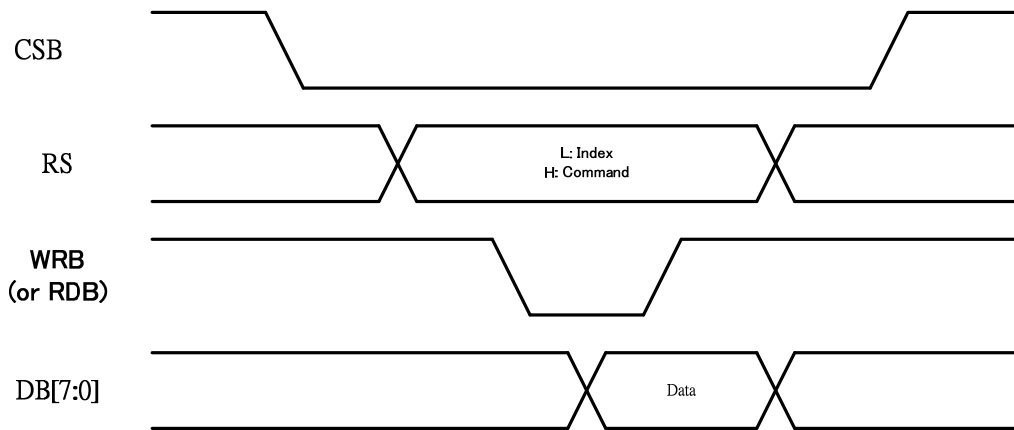 CSB
RS
L: Index
H: Command
WRB
(or RDB)
DB[7:0]
Data